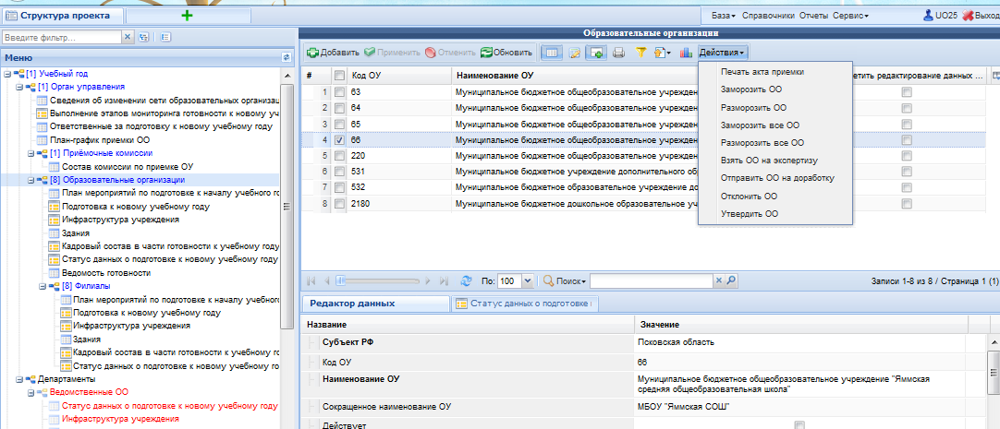 Структура проекта
База Справочники Отчеты Сервис UO25 Выход
Введите фильтр...
Образовательные организации
Меню
Добавить Применить Отменить Обновить Действия
[1] Учебный год
[1] Орган управления
Сведения об изменении сети образовательных организац
Выполнение этапов мониторинга готовности к новому уч
Ответственные за подготовку к новому учебному году
План-график приемки ОО
[1] Приёмочные комиссии
Состав комиссии по приемке ОУ
[8] Образовательные организации
План мероприятий по подготовке к началу учебного го
Подготовка к новому учебному году
Инфраструктура учреждения
Здания
Кадровый состав в части готовности к учебному году
Статус данных о подготовке к новому учебному году
Ведомость готовности
[8] Филиалы
План мероприятий по подготовке к началу учебног
Подготовка к новому учебному году
Инфраструктура учреждения
Здания
Кадровый состав в части готовности к учебному г
Статус данных о подготовке к новому учебному го
Департаменты
Ведомственные ОО
Статус данных о подготовке к новому учебному году
Инфраструктура учреждения
# Код ОУ Наименование ОУ етить редактирование данных ...
1 63 Муниципальное бюджетное общеобразовательное учрежден
2 64 Муниципальное бюджетное общеобразовательное учрежден
3 65 Муниципальное бюджетное общеобразовательное учрежден
4 66 Муниципальное бюджетное общеобразовательное учрежден
5 220 Муниципальное бюджетное общеобразовательное учрежден
6 531 Муниципальное бюджетное учреждение дополнительного об
7 532 Муниципальное бюджетное образовательное учреждение до
8 2180 Муниципальное бюджетное дошкольное образовательное уч
Печать акта приемки
Заморозить ОО
Разморозить ОО
Заморозить все ОО
Разморозить все ОО
Взять ОО на экспертизу
Отправить ОО на доработку
Отклонить ОО
Утвердить ОО
По: 100 Поиск Записи 1-8 из 8 / Страница 1 (1)
Редактор данных Статус данных о подготовке
Название Значение
Субъект РФ Псковская область
Код ОУ 66
Наименование ОУ Муниципальное бюджетное общеобразовательное учреждение "Яммская
средняя общеобразовательная школа"
Сокращенное наименование ОУ МБОУ "Яммская СОШ"
Действует